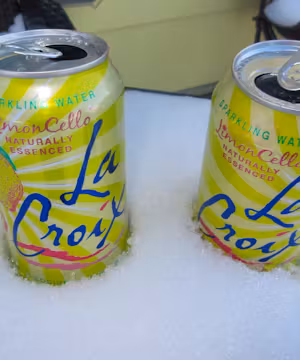 SPARKLING WATER
LimonCello
NATURALLY
ESSENCED
La
Croix
SPARKLING WATER
LimonCello
NATURALLY
ESSENCED
La
Croix